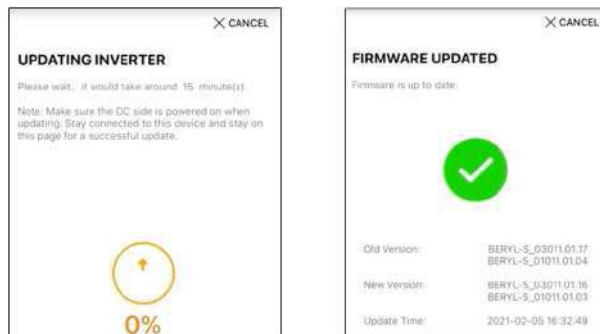 CANCEL
UPDATING INVERTER
Please wait, it would take around 15 minute(s).
Note: Make sure the DC side is powered on when
updating. Stay connected to this device and stay on
this page for a successful update.
0%
CANCEL
FIRMWARE UPDATED
Firmware is up to date.
Old Version: BERYL-S_03011.01.17
BERYL-S_01011.01.04
New Version: BERYL-S_03011.01.16
BERYL-S_01011.01.03
Update Time: 2021-02-05 16:32:49